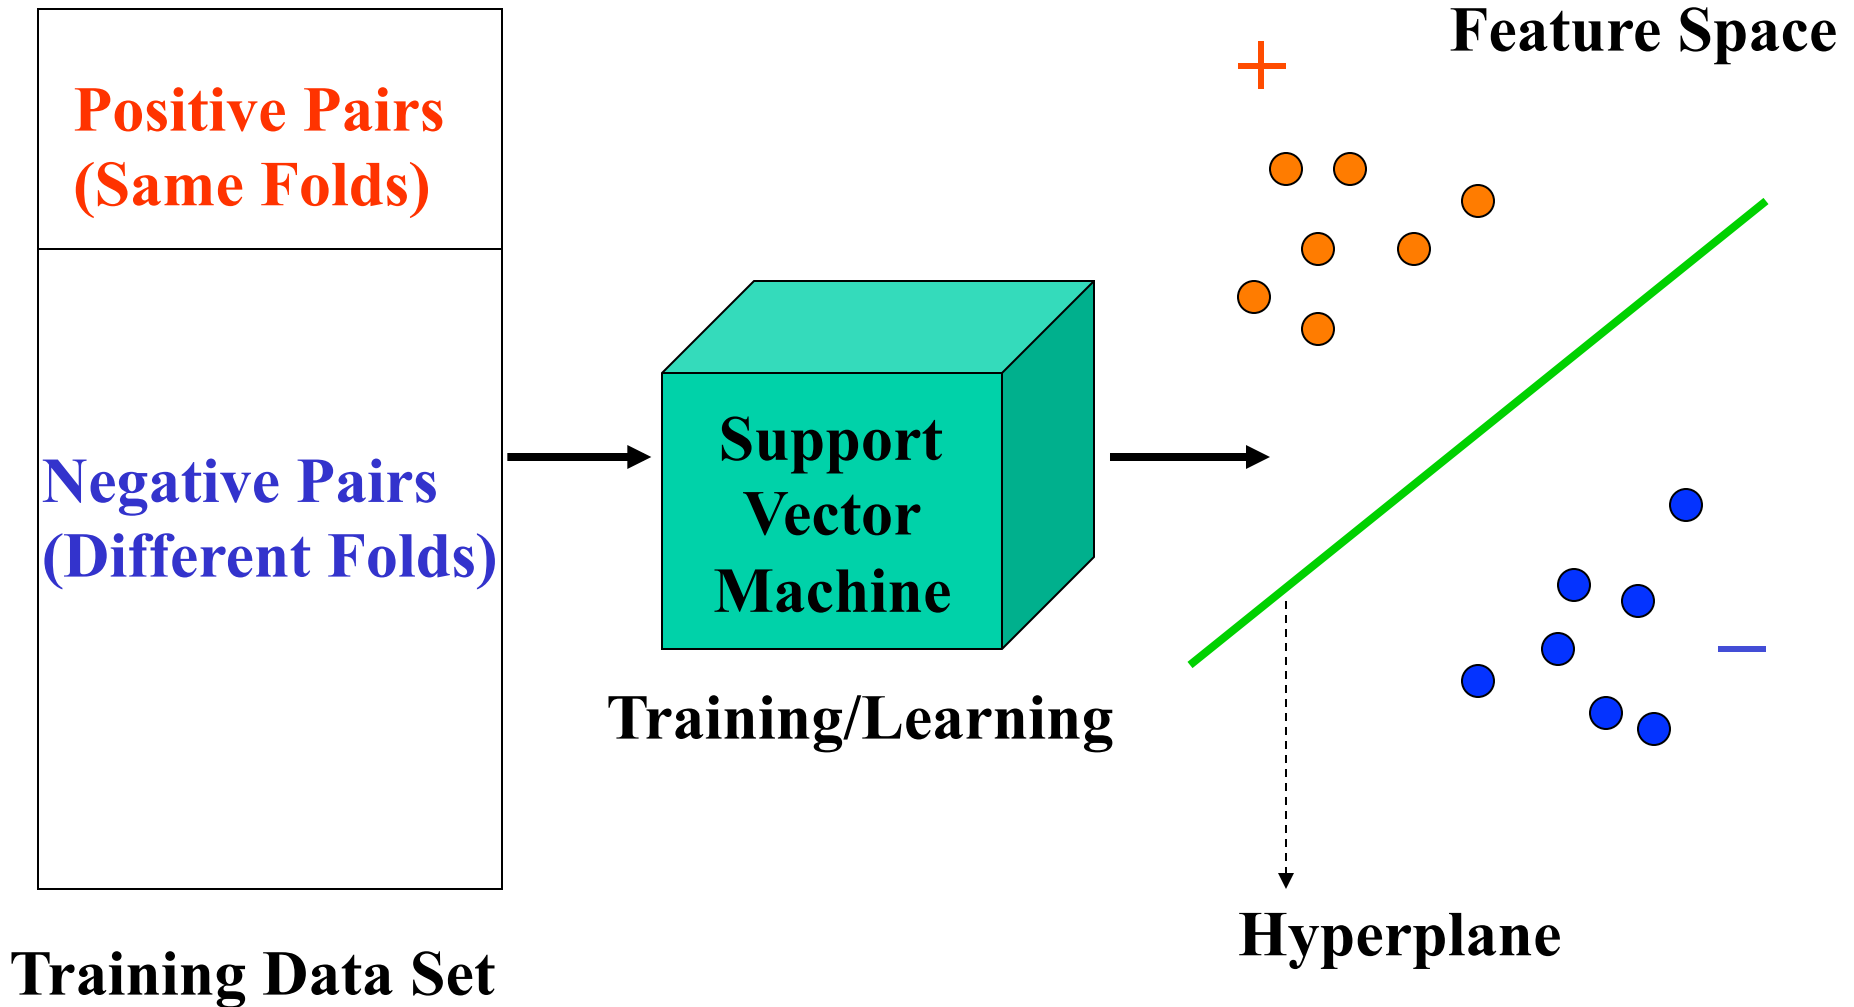 Feature Space
+
Positive Pairs
(Same Folds)
Negative Pairs
(Different Folds)
Support
Vector
Machine
Training/Learning
–
Hyperplane
Training Data Set